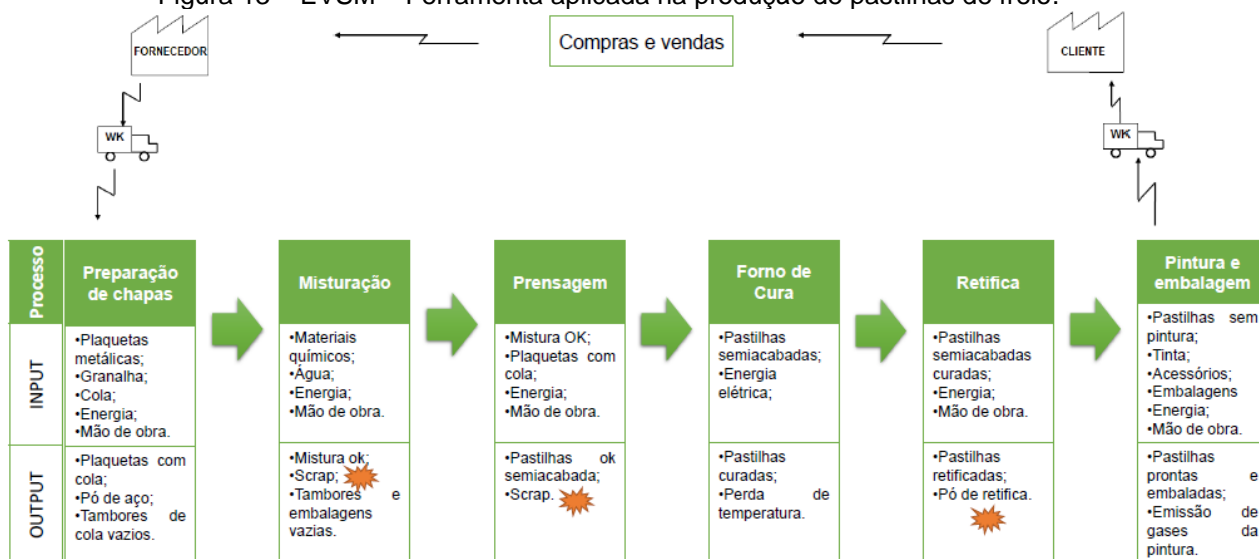 Figura 18 – EVSM – Ferramenta aplicada na produção de pastilhas de freio.
FORNECEDOR
Compras e vendas
CLIENTE
WK
WK
Processo
Preparação
de chapas
Misturação
Prensagem
Forno de
Cura
Retifica
Pintura e
embalagem
INPUT
•Plaquetas
metálicas;
•Granalha;
•Cola;
•Energia;
•Mão de obra.
•Materiais
químicos;
•Água;
•Energia;
•Mão de obra.
•Mistura OK;
•Plaquetas com
cola;
•Energia;
•Mão de obra.
•Pastilhas
semiacabadas;
•Energia
elétrica;
•Pastilhas
semiacabadas
curadas;
•Energia;
•Mão de obra.
•Pastilhas sem
pintura;
•Tinta;
•Acessórios;
•Embalagens
•Energia;
•Mão de obra.
OUTPUT
•Plaquetas com
cola;
•Pó de aço;
•Tambores de
cola vazios.
•Mistura ok;
•Scrap;
•Tambores e
embalagens
vazias.
•Pastilhas ok
semiacabada;
•Scrap.
•Pastilhas
curadas;
•Perda de
temperatura.
•Pastilhas
retificadas;
•Pó de retifica.
•Pastilhas
prontas e
embaladas;
•Emissão de
gases da
pintura.